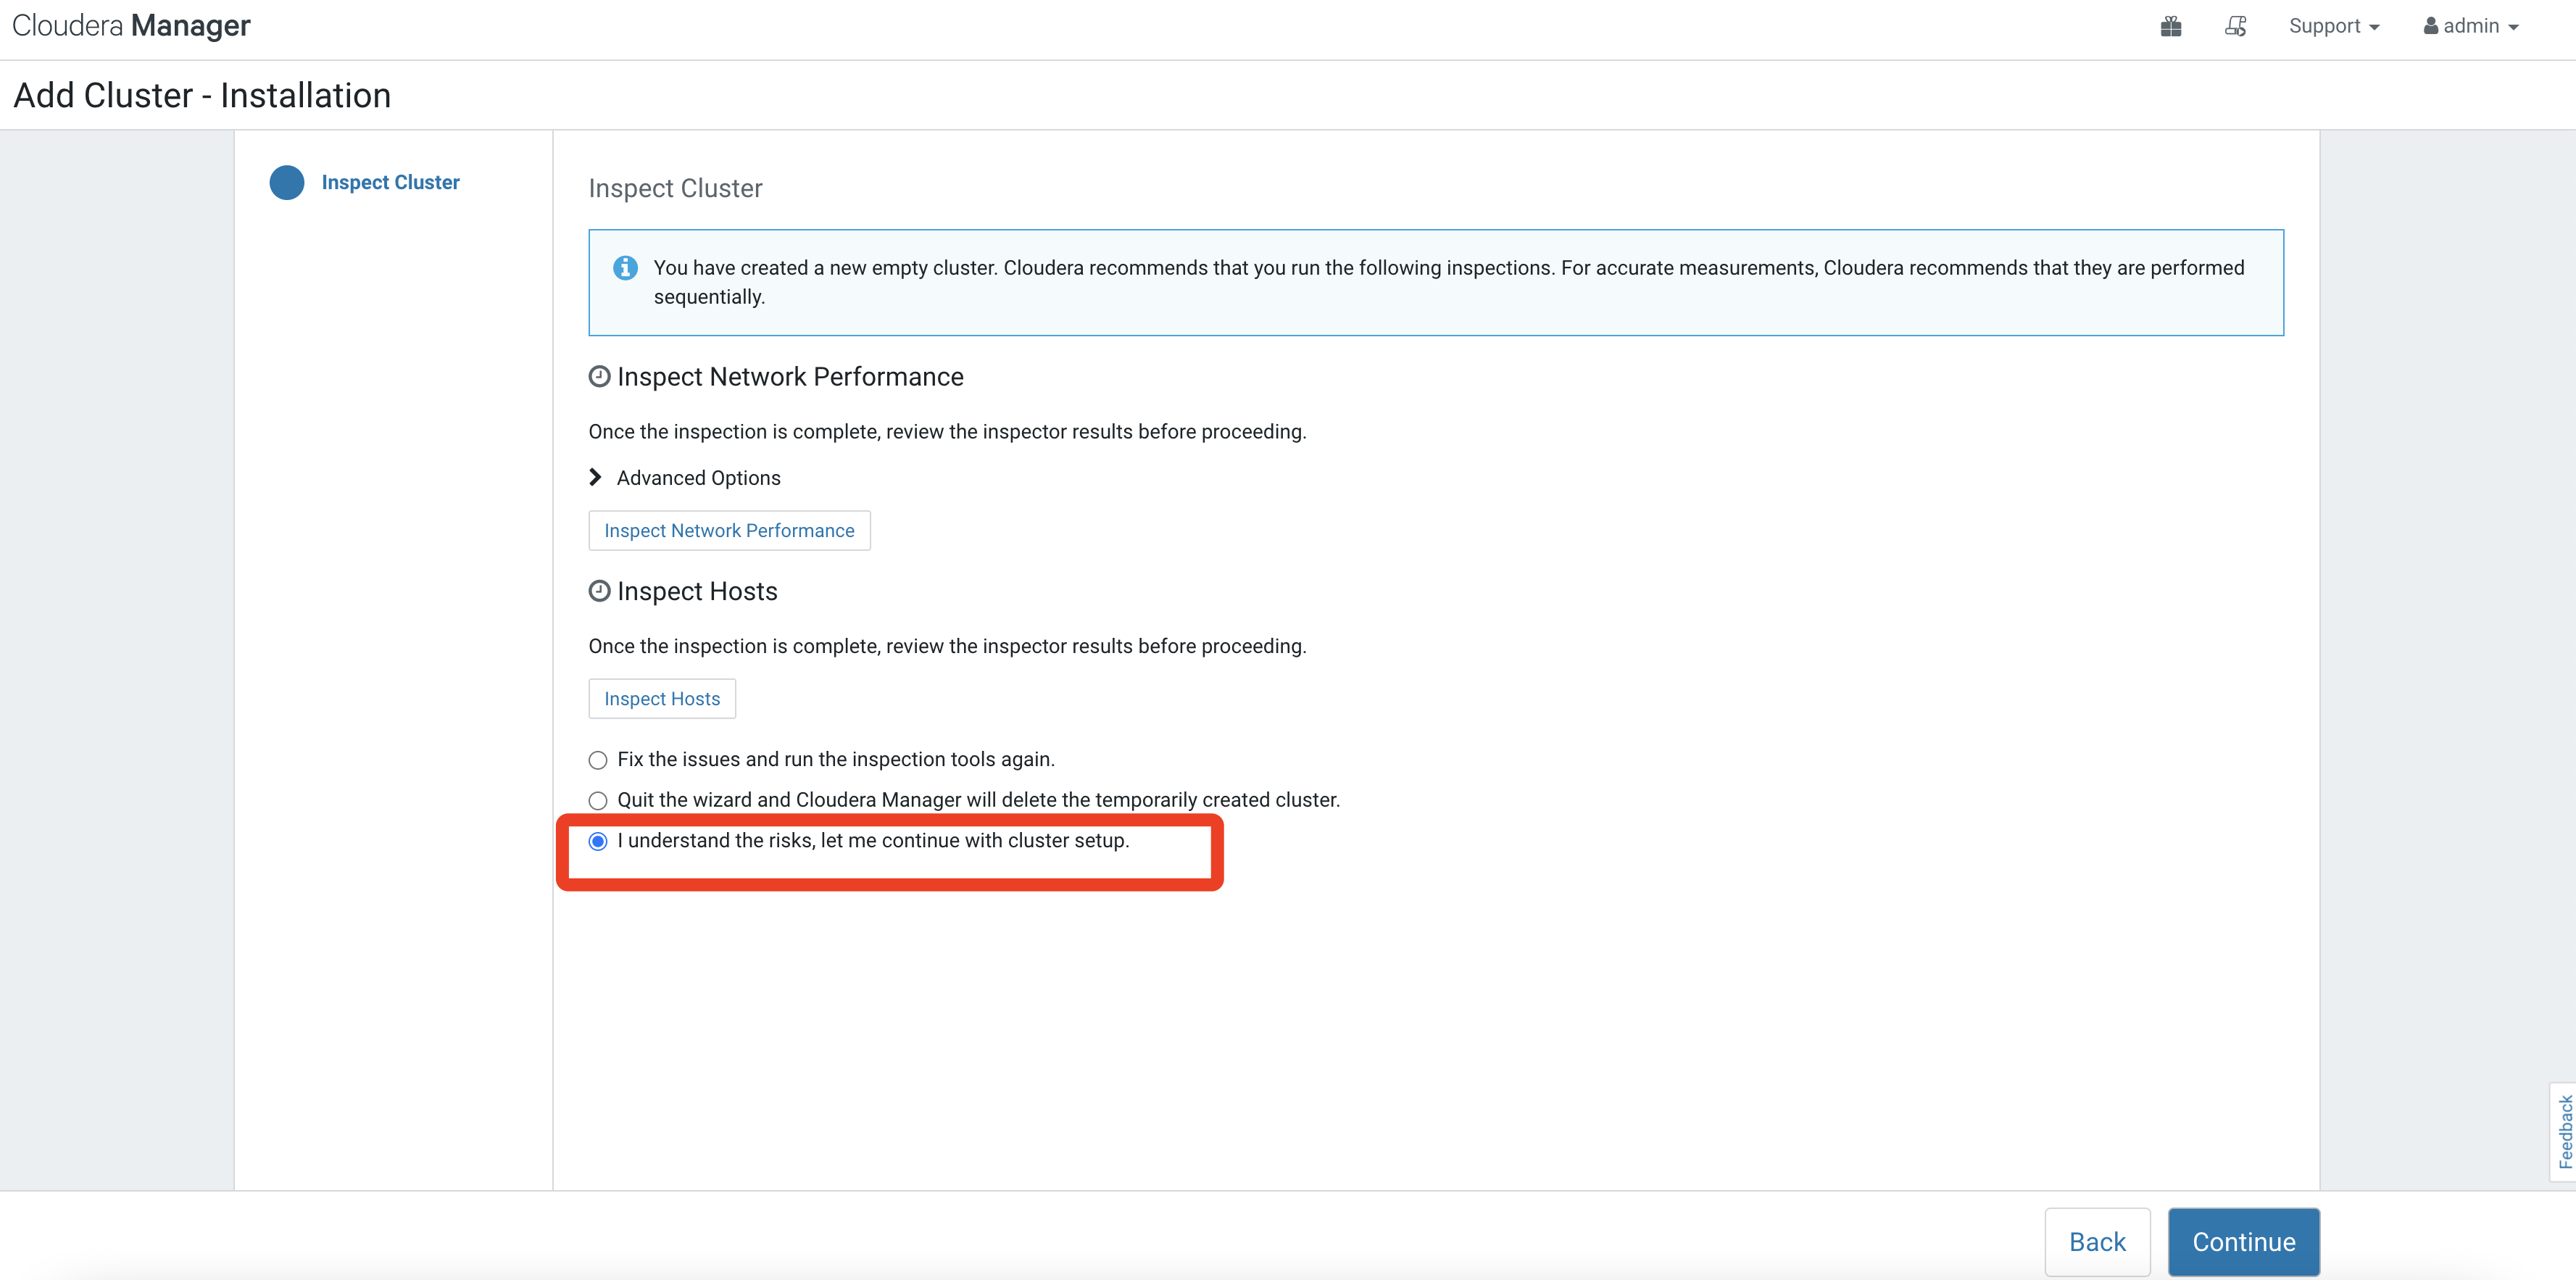 Cloudera Manager
Support
admin
Add Cluster - Installation
Inspect Cluster
Inspect Cluster
You have created a new empty cluster. Cloudera recommends that you run the following inspections. For accurate measurements, Cloudera recommends that they are performed
sequentially.
Inspect Network Performance
Once the inspection is complete, review the inspector results before proceeding.
Advanced Options
Inspect Network Performance
Inspect Hosts
Once the inspection is complete, review the inspector results before proceeding.
Inspect Hosts
Fix the issues and run the inspection tools again.
Quit the wizard and Cloudera Manager will delete the temporarily created cluster.
I understand the risks, let me continue with cluster setup.
Feedback
Back
Continue